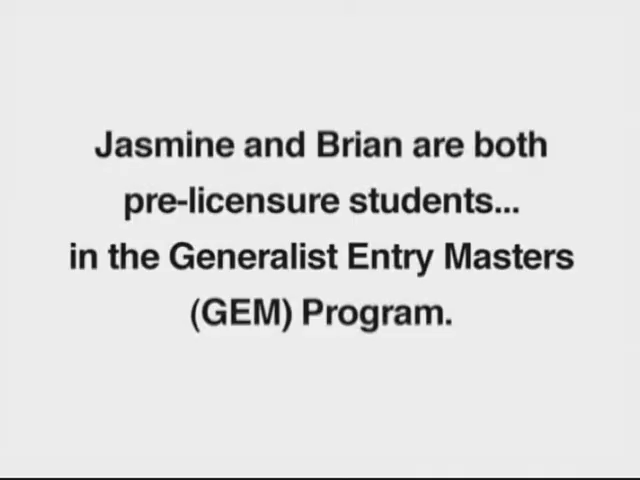 Jasmine and Brian are both
pre-licensure students...
in the Generalist Entry Masters
(GEM) Program.